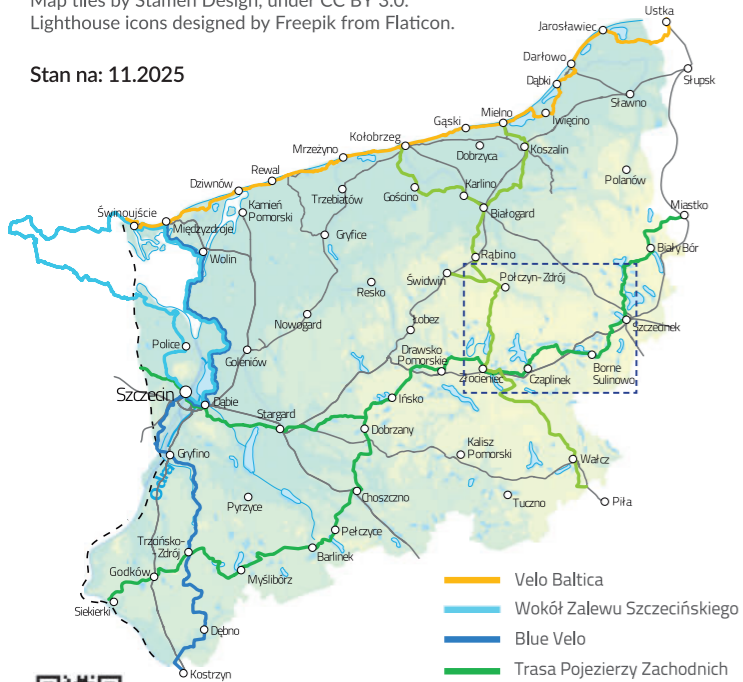 Map tiles by Stamen Design, under CC BY 3.0.
Lighthouse icons designed by Freepik from Flaticon.
Stan na: 11.2025
Ustka
Jarosławiec
Darłowo
Słupsk
Dąbki
Sławno
Mielno
Iwięcino
Gąski
Kołobrzeg
Koszalin
Dobrzyca
Mrzeżyno
Rewal
Polanów
Dziwnów
Trzebiatów
Gościno
Karlino
Kamień
Pomorski
Miastko
Białogard
Świnoujście
Międzyzdroje
Gryfice
Biały Bór
Wolin
Rąbino
Świdwin
Połczyn-Zdrój
Resko
Nowogard
Łobez
Szczecinek
Police
Goleniów
Drawsko
Pomorskie
Złocieniec
Czaplinek
Borne
Sulinowo
Szczecin
Dąbie
Ińsko
Stargard
Dobrzany
Kalisz
Pomorski
Wałcz
Gryfino
Odra
Choszczno
Tuczno
Piła
Pyrzyce
Pełczyce
Trzcińsko-
Zdrój
Barlinek
Godków
Myślibórz
Siekierki
Dębno
Kostrzyn
Velo Baltica
Wokół Zalewu Szczecińskiego
Blue Velo
Trasa Pojezierzy Zachodnich